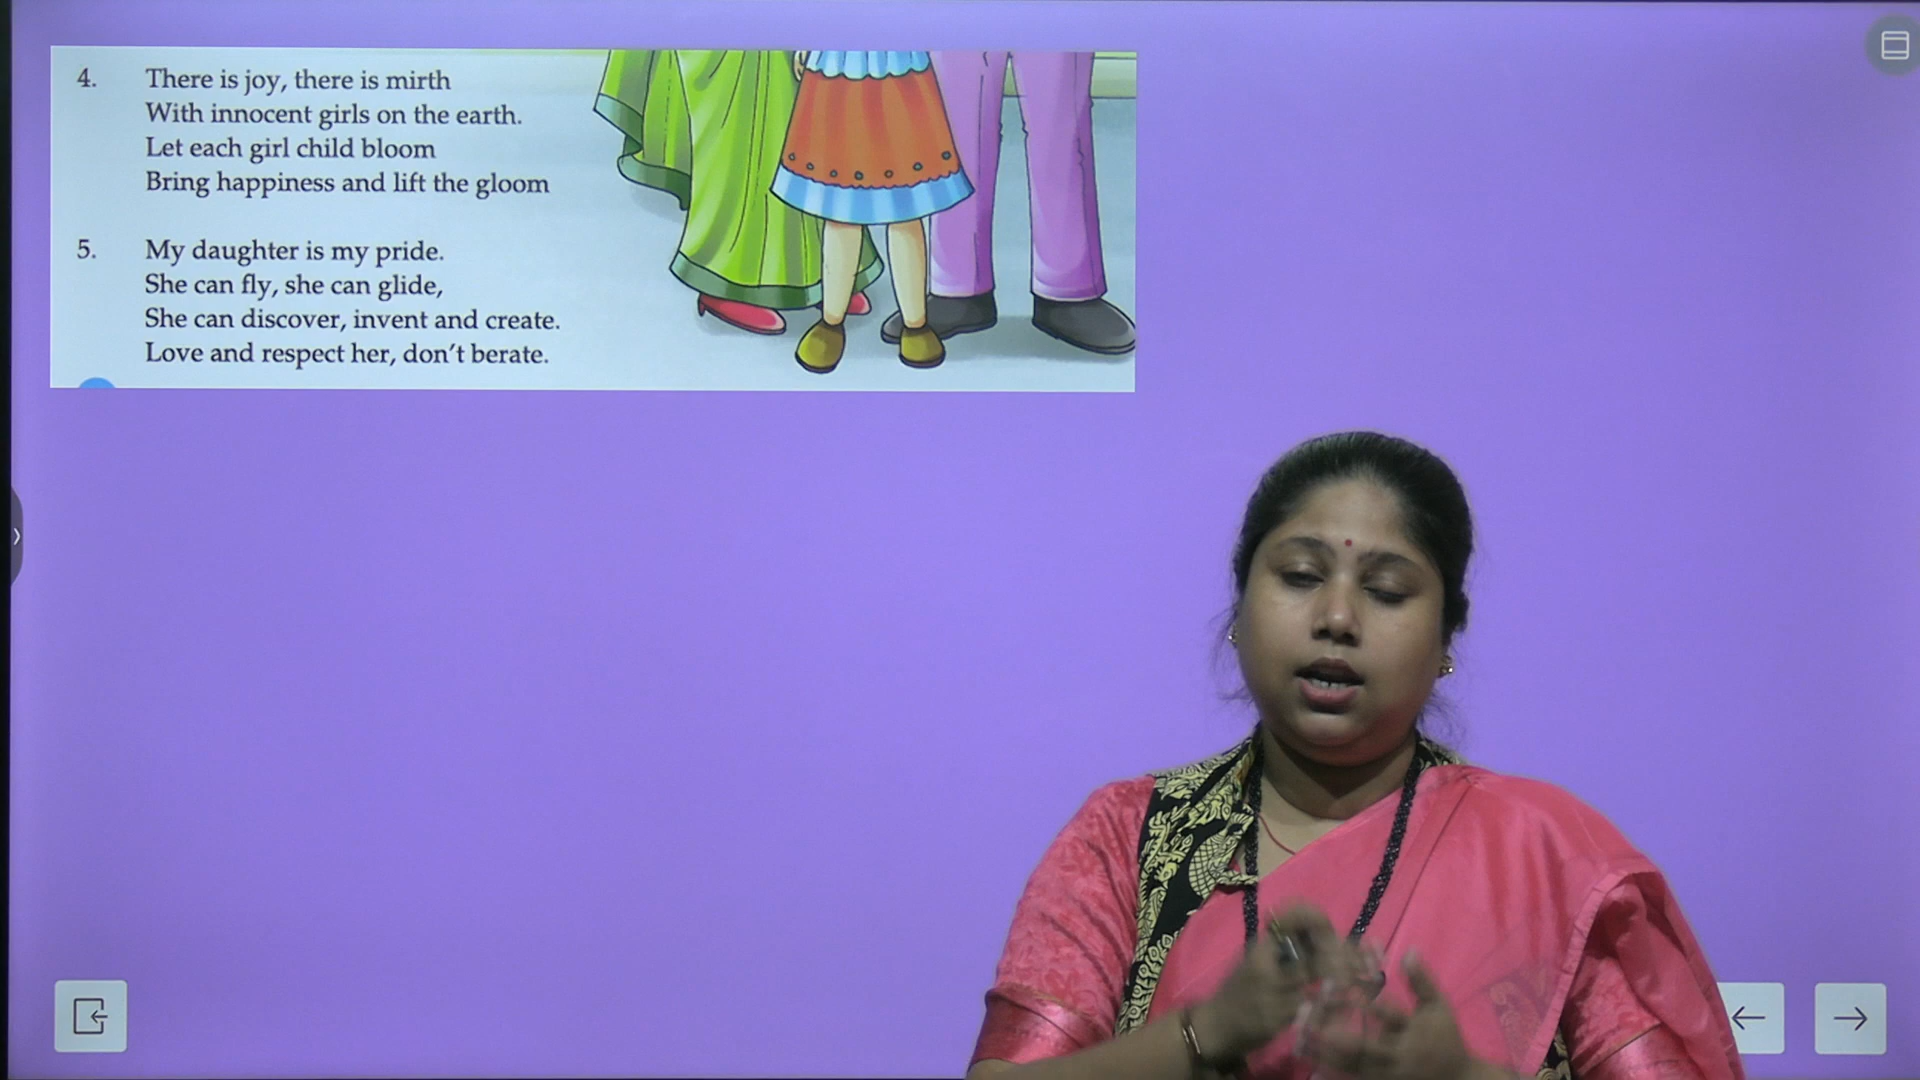 4. There is joy, there is mirth
With innocent girls on the earth.
Let each girl child bloom
Bring happiness and lift the gloom
5. My daughter is my pride.
She can fly, she can glide,
She can discover, invent and create.
Love and respect her, don't berate.